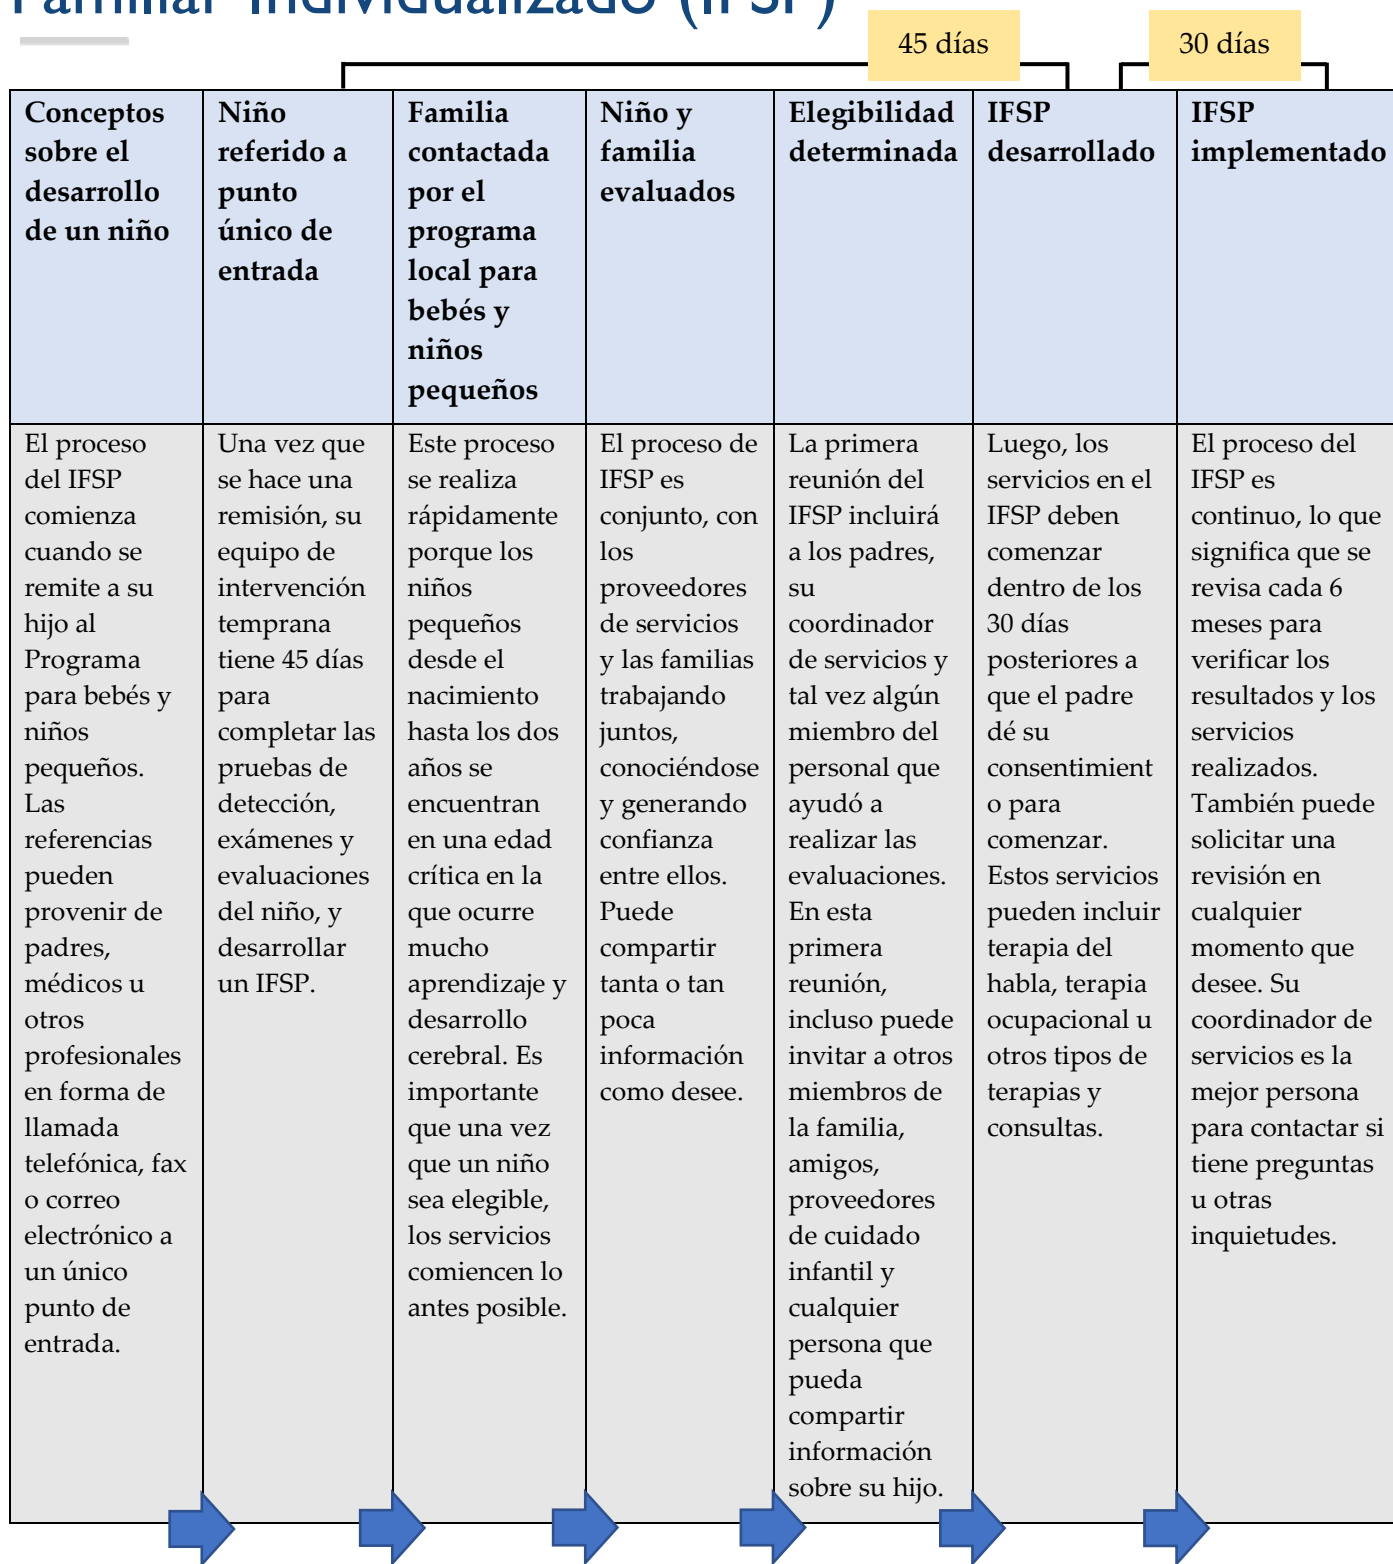 Familiar Individualizado (IFSP)
45 días
30 días
Conceptos
sobre el
desarrollo
de un niño
Niño
referido a
punto
único de
entrada
Familia
contactada
por el
programa
local para
bebés y
niños
pequeños
Niño y
familia
evaluados
Elegibilidad
determinada
IFSP
desarrollado
IFSP
implementado
El proceso
del IFSP
comienza
cuando se
remite a su
hijo al
Programa
para bebés y
niños
pequeños.
Las
referencias
pueden
provenir de
padres,
médicos u
otros
profesionales
en forma de
llamada
telefónica, fax
o correo
electrónico a
un único
punto de
entrada.
Una vez que
se hace una
remisión, su
equipo de
intervención
temprana
tiene 45 días
para
completar las
pruebas de
detección,
exámenes y
evaluaciones
del niño, y
desarrollar
un IFSP.
Este proceso
se realiza
rápidamente
porque los
niños
pequeños
desde el
nacimiento
hasta los dos
años se
encuentran
en una edad
crítica en la
que ocurre
mucho
aprendizaje y
desarrollo
cerebral. Es
importante
que una vez
que un niño
sea elegible,
los servicios
comiencen lo
antes posible.
El proceso de
IFSP es
conjunto, con
los
proveedores
de servicios
y las familias
trabajando
juntos,
conociéndose
y generando
confianza
entre ellos.
Puede
compartir
tanta o tan
poca
información
como desee.
La primera
reunión del
IFSP incluirá
a los padres,
su
coordinador
de servicios y
tal vez algún
miembro del
personal que
ayudó a
realizar las
evaluaciones.
En esta
primera
reunión,
incluso puede
invitar a otros
miembros de
la familia,
amigos,
proveedores
de cuidado
infantil y
cualquier
persona que
pueda
compartir
información
sobre su hijo.
Luego, los
servicios en el
IFSP deben
comenzar
dentro de los
30 días
posteriores a
que el padre
dé su
consentimient
o para
comenzar.
Estos servicios
pueden incluir
terapia del
habla, terapia
ocupacional u
otros tipos de
terapias y
consultas.
El proceso del
IFSP es
continuo, lo que
significa que se
revisa cada 6
meses para
verificar los
resultados y los
servicios
realizados.
También puede
solicitar una
revisión en
cualquier
momento que
desee. Su
coordinador de
servicios es la
mejor persona
para contactar si
tiene preguntas
u otras
inquietudes.